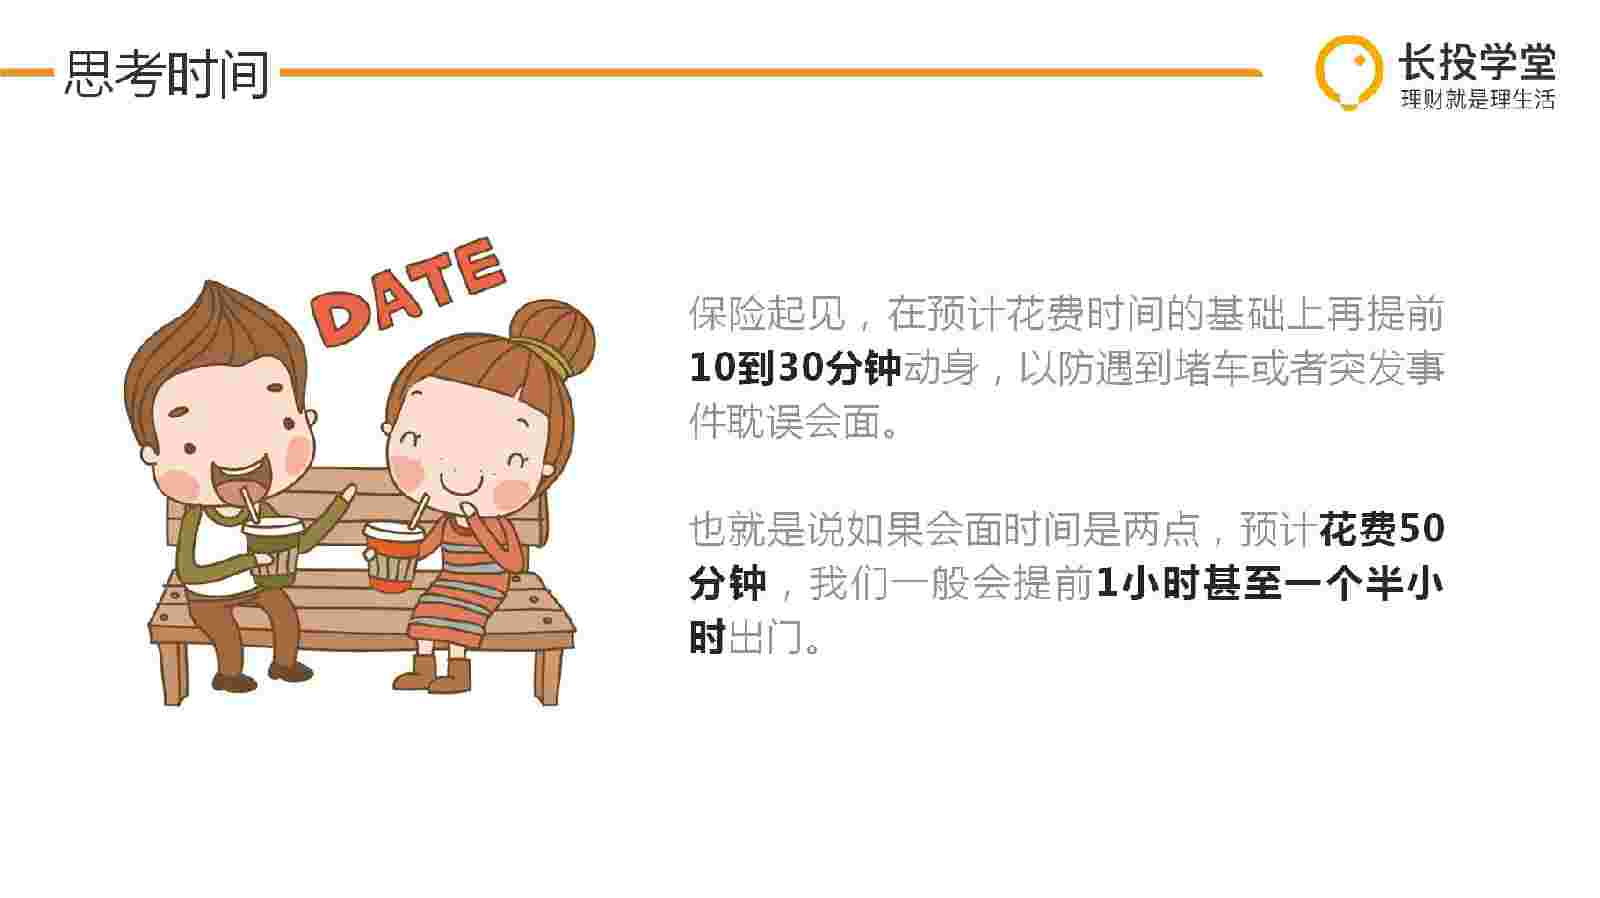 思考时间
长投学堂
理财就是理生活
DATE
保险起见，在预计花费时间的基础上再提前
10到30分钟动身，以防遇到堵车或者突发事
件耽误会面。
也就是说如果会面时间是两点，预计花费50
分钟，我们一般会提前1小时甚至一个半小
时出门。